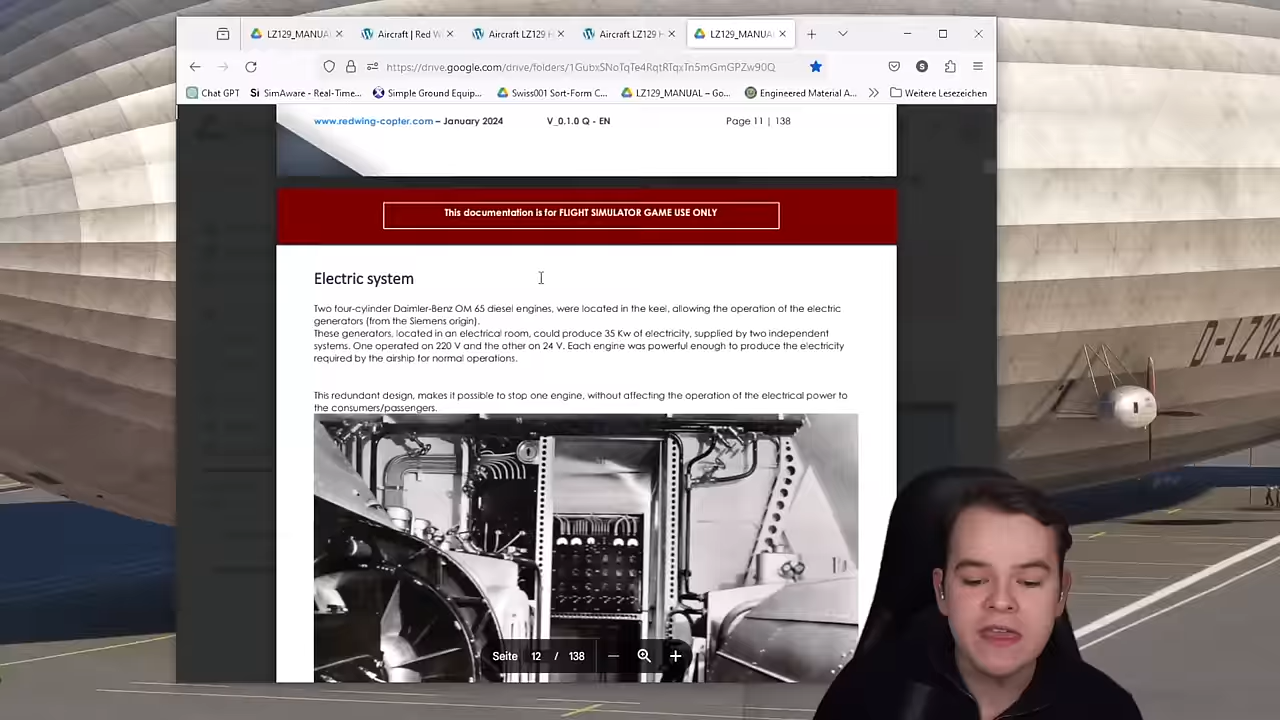 LZ129_MANUA
Aircraft | Red W
Aircraft LZ129 H
Aircraft LZ129 H
LZ129_MANUA
https://drive.google.com/drive/folders/1GubxSNoTqTe4RqtRTqxTn5mGmGPZw90Q
S
Chat GPT
SimAware - Real-Time...
Simple Ground Equip...
Swiss001 Sort-Form C...
LZ129_MANUAL – Go...
Engineered Material A...
Weitere Lesezeichen
www.redwing-copter.com – January 2024 V_0.1.0 Q - EN Page 11 | 138
This documentation is for FLIGHT SIMULATOR GAME USE ONLY
Electric system
Two four-cylinder Daimler-Benz OM 65 diesel engines, were located in the keel, allowing the operation of the electric
generators (from the Siemens origin).
These generators, located in an electrical room, could produce 35 Kw of electricity, supplied by two independent
systems. One operated on 220 V and the other on 24 V. Each engine was powerful enough to produce the electricity
required by the airship for normal operations.
This redundant design, makes it possible to stop one engine, without affecting the operation of the electrical power to
the consumers/passengers.
D-LZ12
Seite 12 / 138